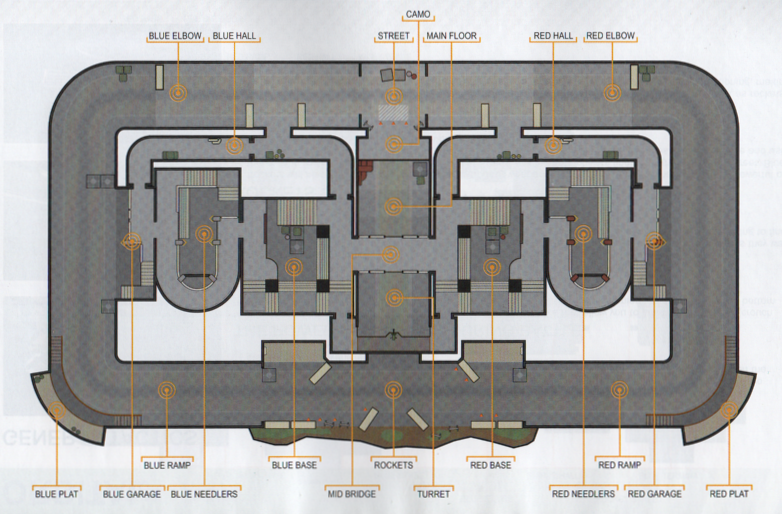 CAMO
BLUE ELBOW
BLUE HALL
STREET
MAIN FLOOR
RED HALL
RED ELBOW
BLUE RAMP
BLUE BASE
ROCKETS
RED BASE
RED RAMP
BLUE PLAT
BLUE GARAGE
BLUE NEEDLERS
MID BRIDGE
TURRET
RED NEEDLERS
RED GARAGE
RED PLAT